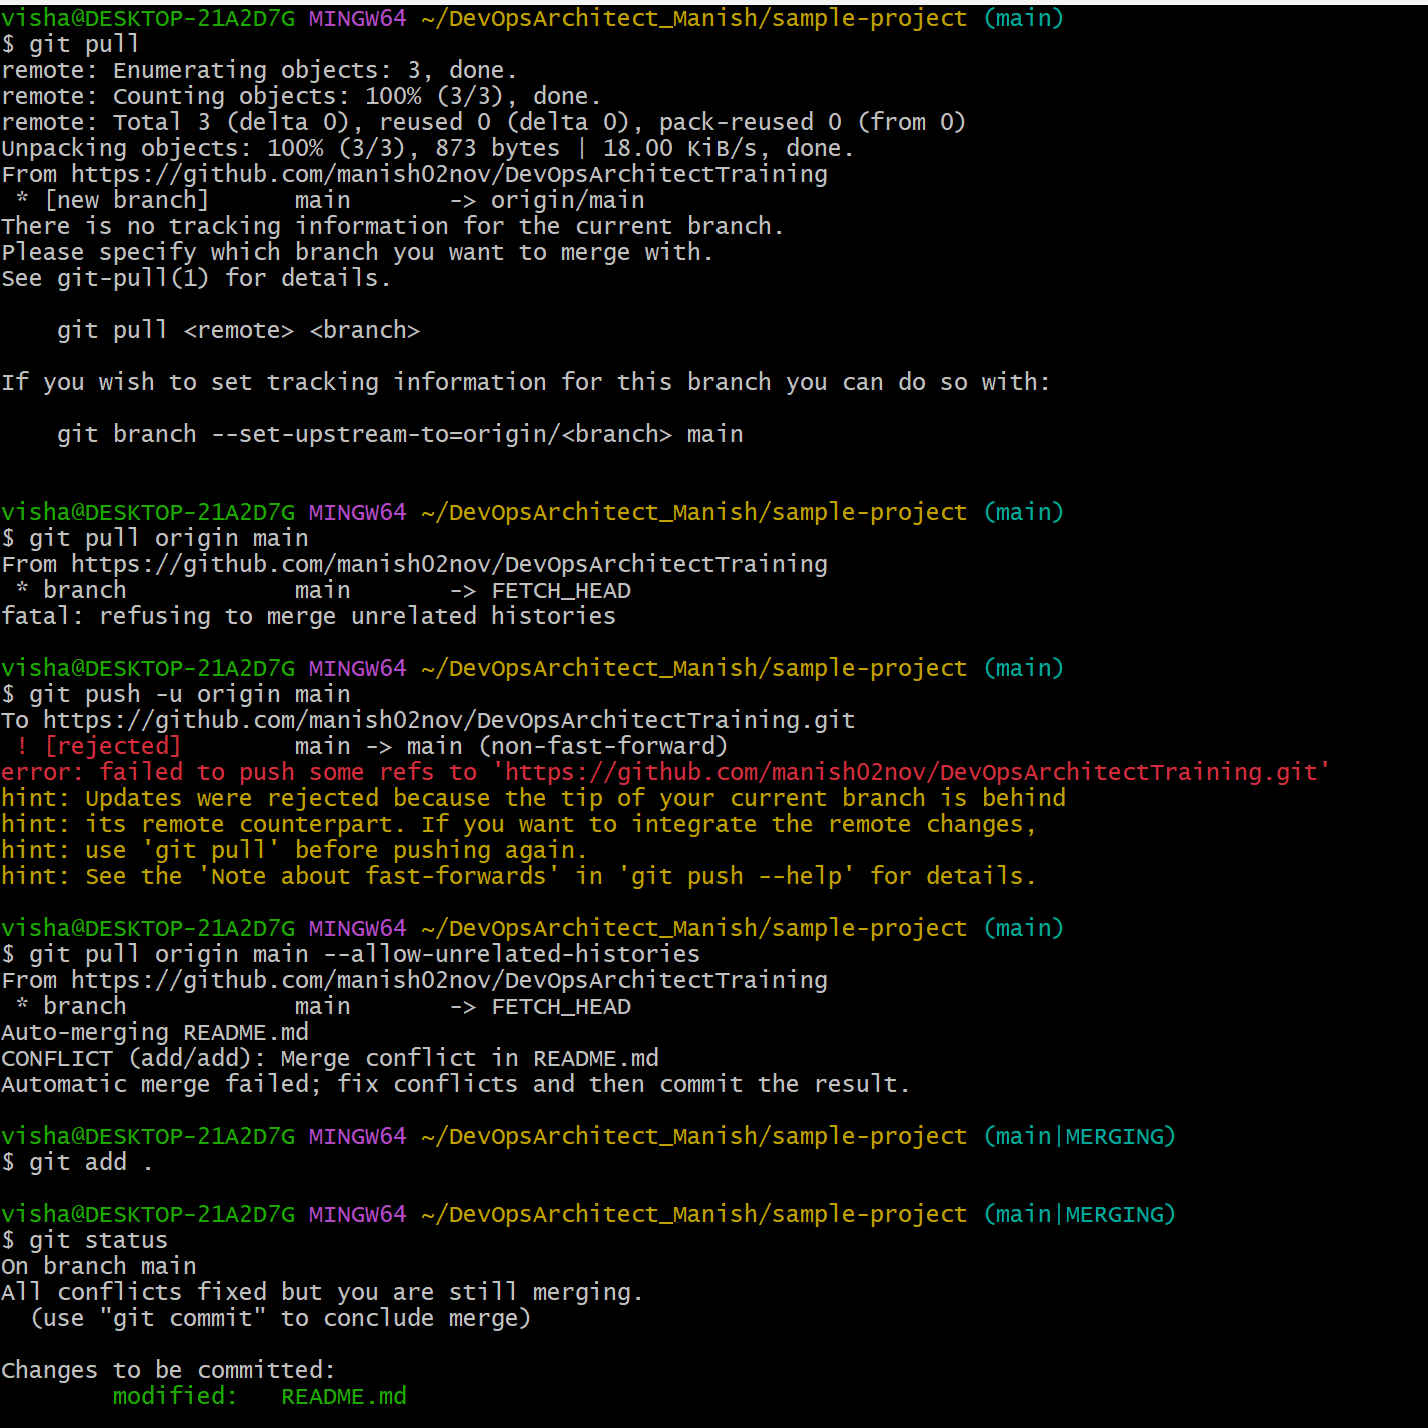 visha@DESKTOP-21A2D7G MINGW64 ~/DevOpsArchitect_Manish/sample-project (main)
$ git pull
remote: Enumerating objects: 3, done.
remote: Counting objects: 100% (3/3), done.
remote: Total 3 (delta 0), reused 0 (delta 0), pack-reused 0 (from 0)
Unpacking objects: 100% (3/3), 873 bytes | 18.00 KiB/s, done.
From https://github.com/manish02nov/DevOpsArchitectTraining
 * [new branch]      main       -> origin/main
There is no tracking information for the current branch.
Please specify which branch you want to merge with.
See git-pull(1) for details.

    git pull <remote> <branch>

If you wish to set tracking information for this branch you can do so with:

    git branch --set-upstream-to=origin/<branch> main

visha@DESKTOP-21A2D7G MINGW64 ~/DevOpsArchitect_Manish/sample-project (main)
$ git pull origin main
From https://github.com/manish02nov/DevOpsArchitectTraining
 * branch            main       -> FETCH_HEAD
fatal: refusing to merge unrelated histories

visha@DESKTOP-21A2D7G MINGW64 ~/DevOpsArchitect_Manish/sample-project (main)
$ git push -u origin main
To https://github.com/manish02nov/DevOpsArchitectTraining.git
 ! [rejected]        main -> main (non-fast-forward)
error: failed to push some refs to 'https://github.com/manish02nov/DevOpsArchitectTraining.git'
hint: Updates were rejected because the tip of your current branch is behind
hint: its remote counterpart. If you want to integrate the remote changes,
hint: use 'git pull' before pushing again.
hint: See the 'Note about fast-forwards' in 'git push --help' for details.

visha@DESKTOP-21A2D7G MINGW64 ~/DevOpsArchitect_Manish/sample-project (main)
$ git pull origin main --allow-unrelated-histories
From https://github.com/manish02nov/DevOpsArchitectTraining
 * branch            main       -> FETCH_HEAD
Auto-merging README.md
CONFLICT (add/add): Merge conflict in README.md
Automatic merge failed; fix conflicts and then commit the result.

visha@DESKTOP-21A2D7G MINGW64 ~/DevOpsArchitect_Manish/sample-project (main|MERGING)
$ git add .

visha@DESKTOP-21A2D7G MINGW64 ~/DevOpsArchitect_Manish/sample-project (main|MERGING)
$ git status
On branch main
All conflicts fixed but you are still merging.
  (use "git commit" to conclude merge)

Changes to be committed:
        modified:   README.md